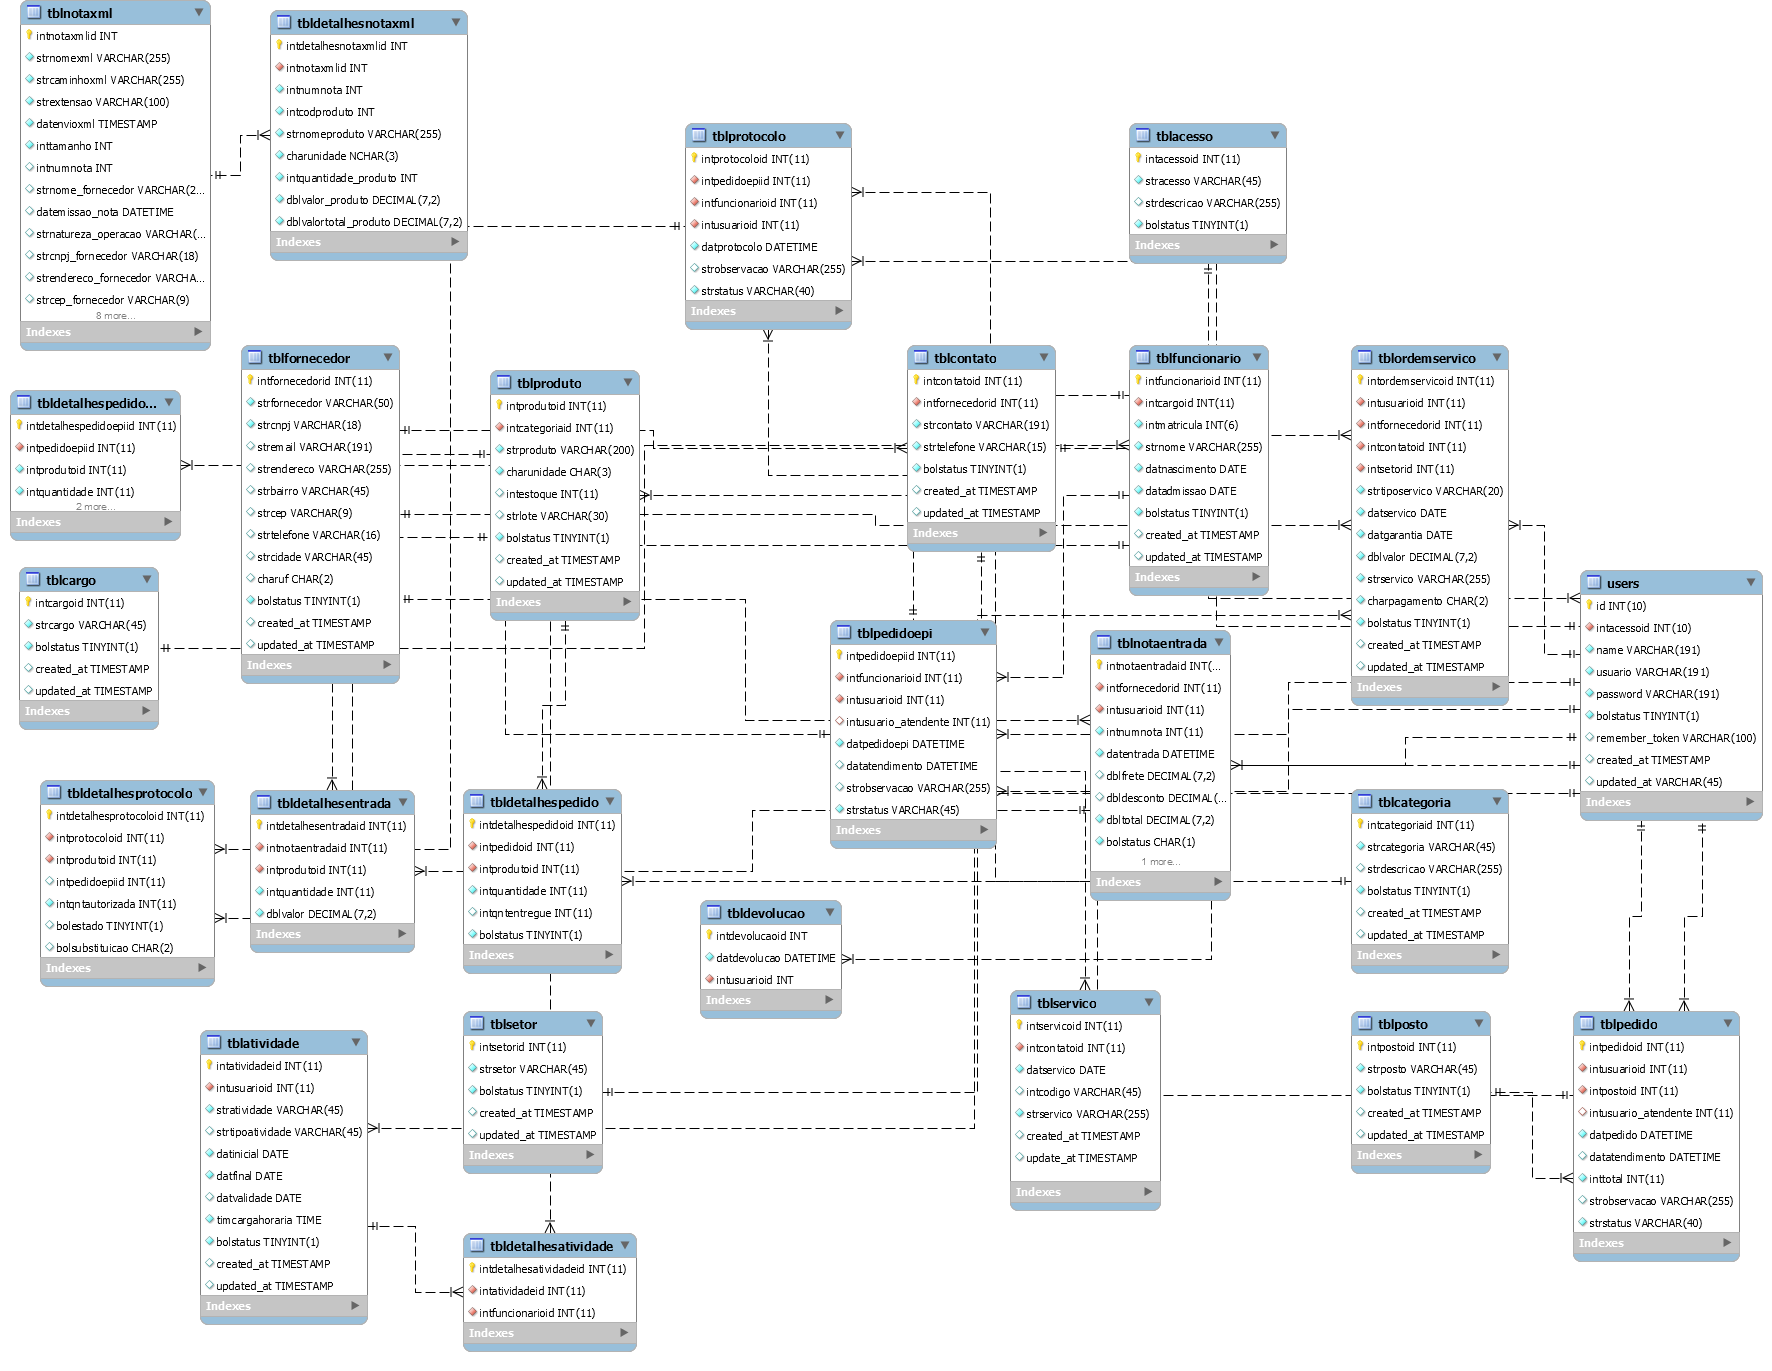 tblnotaxml
intnotaxmlid INT
strnomexml VARCHAR(255)
strcaminhoxml VARCHAR(255)
strextensao VARCHAR(100)
datenvioxml TIMESTAMP
inttamanho INT
intnumnota INT
strnome_fornecedor VARCHAR(2...
datemissao_nota DATETIME
strnatureza_operacao VARCHAR(...
strcnpj_fornecedor VARCHAR(18)
strendereco_fornecedor VARCHA...
strcep_fornecedor VARCHAR(9)
8 more...
Indexes
tbldetalhesnotaxml
intdetalhesnotaxmlid INT
intnotaxmlid INT
intnumnota INT
intcodproduto INT
strnomeproduto VARCHAR(255)
charunidade NCHAR(3)
intquantidade_produto INT
dblvalor_produto DECIMAL(7,2)
dblvalortotal_produto DECIMAL(7,2)
Indexes
tblprotocolo
intprotocoloid INT(11)
intpedidoepiid INT(11)
intfuncionarioid INT(11)
intusuarioid INT(11)
datprotocolo DATETIME
strobservacao VARCHAR(255)
strstatus VARCHAR(40)
Indexes
tblacesso
intacessoid INT(11)
stracesso VARCHAR(45)
strdescricao VARCHAR(255)
bolstatus TINYINT(1)
Indexes
tblfornecedor
intfornecedorid INT(11)
strfornecedor VARCHAR(50)
strcnpj VARCHAR(18)
stremail VARCHAR(191)
strendereco VARCHAR(255)
strbairro VARCHAR(45)
strcep VARCHAR(9)
strtelefone VARCHAR(16)
strcidade VARCHAR(45)
charuf CHAR(2)
bolstatus TINYINT(1)
created_at TIMESTAMP
updated_at TIMESTAMP
Indexes
tblproduto
intprodutoid INT(11)
intcategoriaid INT(11)
strproduto VARCHAR(200)
charunidade CHAR(3)
intestoque INT(11)
strlote VARCHAR(30)
bolstatus TINYINT(1)
created_at TIMESTAMP
updated_at TIMESTAMP
Indexes
tblcontato
intcontatoid INT(11)
intfornecedorid INT(11)
strcontato VARCHAR(191)
strtelefone VARCHAR(15)
bolstatus TINYINT(1)
created_at TIMESTAMP
updated_at TIMESTAMP
Indexes
tblfuncionario
intfuncionarioid INT(11)
intcargoid INT(11)
intmatricula INT(6)
strnome VARCHAR(255)
datnascimento DATE
datadmissao DATE
bolstatus TINYINT(1)
created_at TIMESTAMP
updated_at TIMESTAMP
Indexes
tblordemservico
intordemservicoid INT(11)
intusuarioid INT(11)
intfornecedorid INT(11)
intcontatoid INT(11)
intsetorid INT(11)
strtiposervico VARCHAR(20)
datservico DATE
datgarantia DATE
dblvalor DECIMAL(7,2)
strservico VARCHAR(255)
charpagamento CHAR(2)
bolstatus TINYINT(1)
created_at TIMESTAMP
updated_at TIMESTAMP
Indexes
tbldetalhespedido...
intdetalhespedidoepiid INT(11)
intpedidoepiid INT(11)
intprodutoid INT(11)
intquantidade INT(11)
2 more...
Indexes
tblcargo
intcargoid INT(11)
strcargo VARCHAR(45)
bolstatus TINYINT(1)
created_at TIMESTAMP
updated_at TIMESTAMP
Indexes
users
id INT(10)
intacessoid INT(10)
name VARCHAR(191)
usuario VARCHAR(191)
password VARCHAR(191)
bolstatus TINYINT(1)
remember_token VARCHAR(100)
created_at TIMESTAMP
updated_at VARCHAR(45)
Indexes
tblpedidoepi
intpedidoepiid INT(11)
intfuncionarioid INT(11)
intusuarioid INT(11)
intusuario_atendente INT(11)
datpedidoepi DATETIME
datatendimento DATETIME
strobservacao VARCHAR(255)
strstatus VARCHAR(45)
Indexes
tblnotaentrada
intnotaentradaid INT(...
intfornecedorid INT(11)
intusuarioid INT(11)
intnumnota INT(11)
datentrada DATETIME
dblfrete DECIMAL(7,2)
dbldesconto DECIMAL(...
dbltotal DECIMAL(7,2)
bolstatus CHAR(1)
1 more...
Indexes
tbldetalhesprotocolo
intdetalhesprotocoloid INT(11)
intprotocoloid INT(11)
intprodutoid INT(11)
intpedidoepiid INT(11)
intqntautorizada INT(11)
bolestado TINYINT(1)
bolsubstituicao CHAR(2)
Indexes
tbldetalhesentrada
intdetalhesentradaid INT(11)
intnotaentradaid INT(11)
intprodutoid INT(11)
intquantidade INT(11)
dblvalor DECIMAL(7,2)
Indexes
tbldetalhespedido
intdetalhespedidoid INT(11)
intpedidoid INT(11)
intprodutoid INT(11)
intquantidade INT(11)
intqntentregue INT(11)
bolstatus TINYINT(1)
Indexes
tblcategoria
intcategoriaid INT(11)
strcategoria VARCHAR(45)
strdescricao VARCHAR(255)
bolstatus TINYINT(1)
created_at TIMESTAMP
updated_at TIMESTAMP
Indexes
tbldevolucao
intdevolucaoid INT
datdevolucao DATETIME
intusuarioid INT
Indexes
tblservico
intservicoid INT(11)
intcontatoid INT(11)
datservico DATE
intcodigo VARCHAR(45)
strservico VARCHAR(255)
created_at TIMESTAMP
update_at TIMESTAMP
Indexes
tblsetor
intsetorid INT(11)
strsetor VARCHAR(45)
bolstatus TINYINT(1)
created_at TIMESTAMP
updated_at TIMESTAMP
Indexes
tblposto
intpostoid INT(11)
strposto VARCHAR(45)
bolstatus TINYINT(1)
created_at TIMESTAMP
updated_at TIMESTAMP
Indexes
tblpedido
intpedidoid INT(11)
intusuarioid INT(11)
intpostoid INT(11)
intusuario_atendente INT(11)
datpedido DATETIME
datatendimento DATETIME
inttotal INT(11)
strobservacao VARCHAR(255)
strstatus VARCHAR(40)
Indexes
tblatividade
intatividadeid INT(11)
intusuarioid INT(11)
stratividade VARCHAR(45)
strtipoatividade VARCHAR(45)
datinicial DATE
datfinal DATE
datvalidade DATE
timcargahoraria TIME
bolstatus TINYINT(1)
created_at TIMESTAMP
updated_at TIMESTAMP
Indexes
tbldetalhesatividade
intdetalhesatividadeid INT(11)
intatividadeid INT(11)
intfuncionarioid INT(11)
Indexes